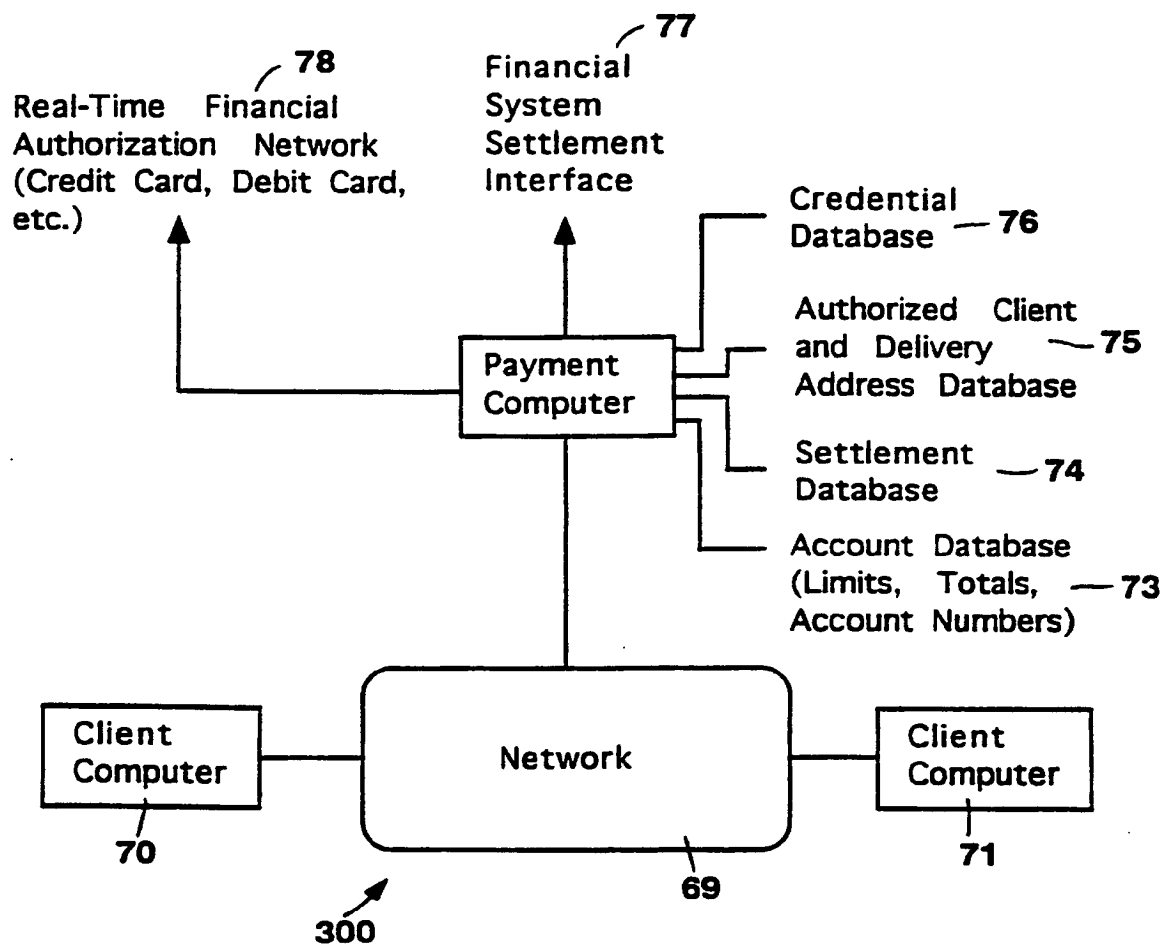 78
Real-Time Financial
Authorization Network
(Credit Card, Debit Card,
etc.)
77
Financial
System
Settlement
Interface
Credential
Database
76
Authorized Client
and Delivery
Address Database
75
Payment
Computer
Settlement
Database
74
Account Database
(Limits, Totals,
Account Numbers)
73
Client
Computer
70
Network
69
Client
Computer
71
300